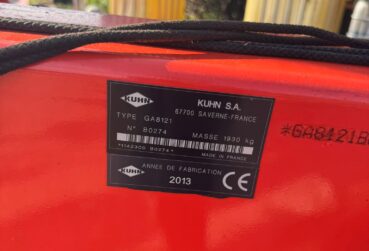 KUHN
KUHN S.A.
67700 SAVERNE-FRANCE
TYPE GA8121
N° B0274 MASSE 1930 kg
MADE IN FRANCE
KUHN
ANNEE DE FABRICATION
2013
CE
*GA8121B0